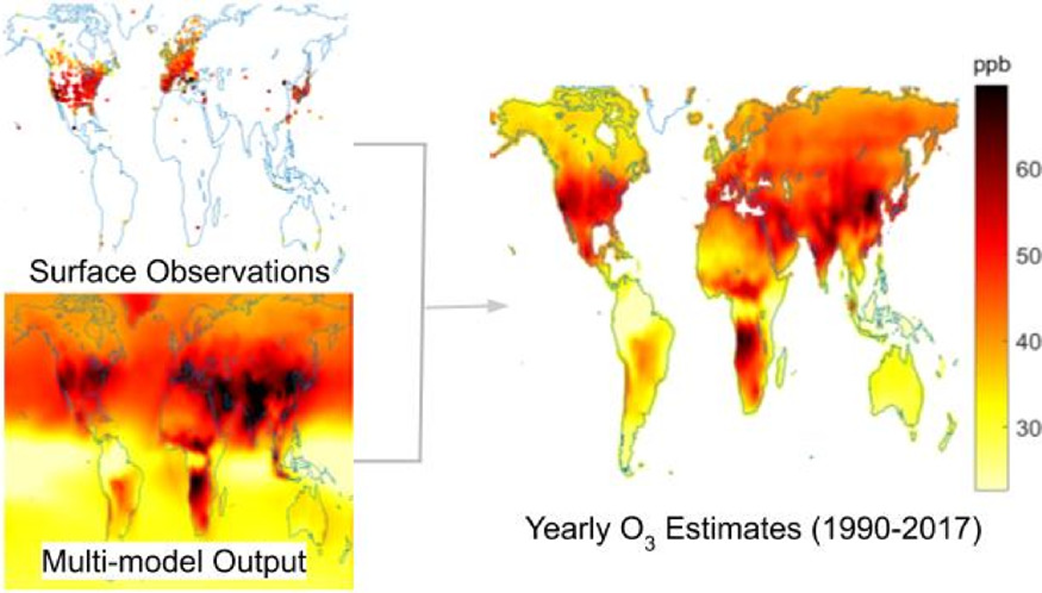 Surface Observations
Multi-model Output
ppb
60
50
40
30
Yearly O₃ Estimates (1990-2017)